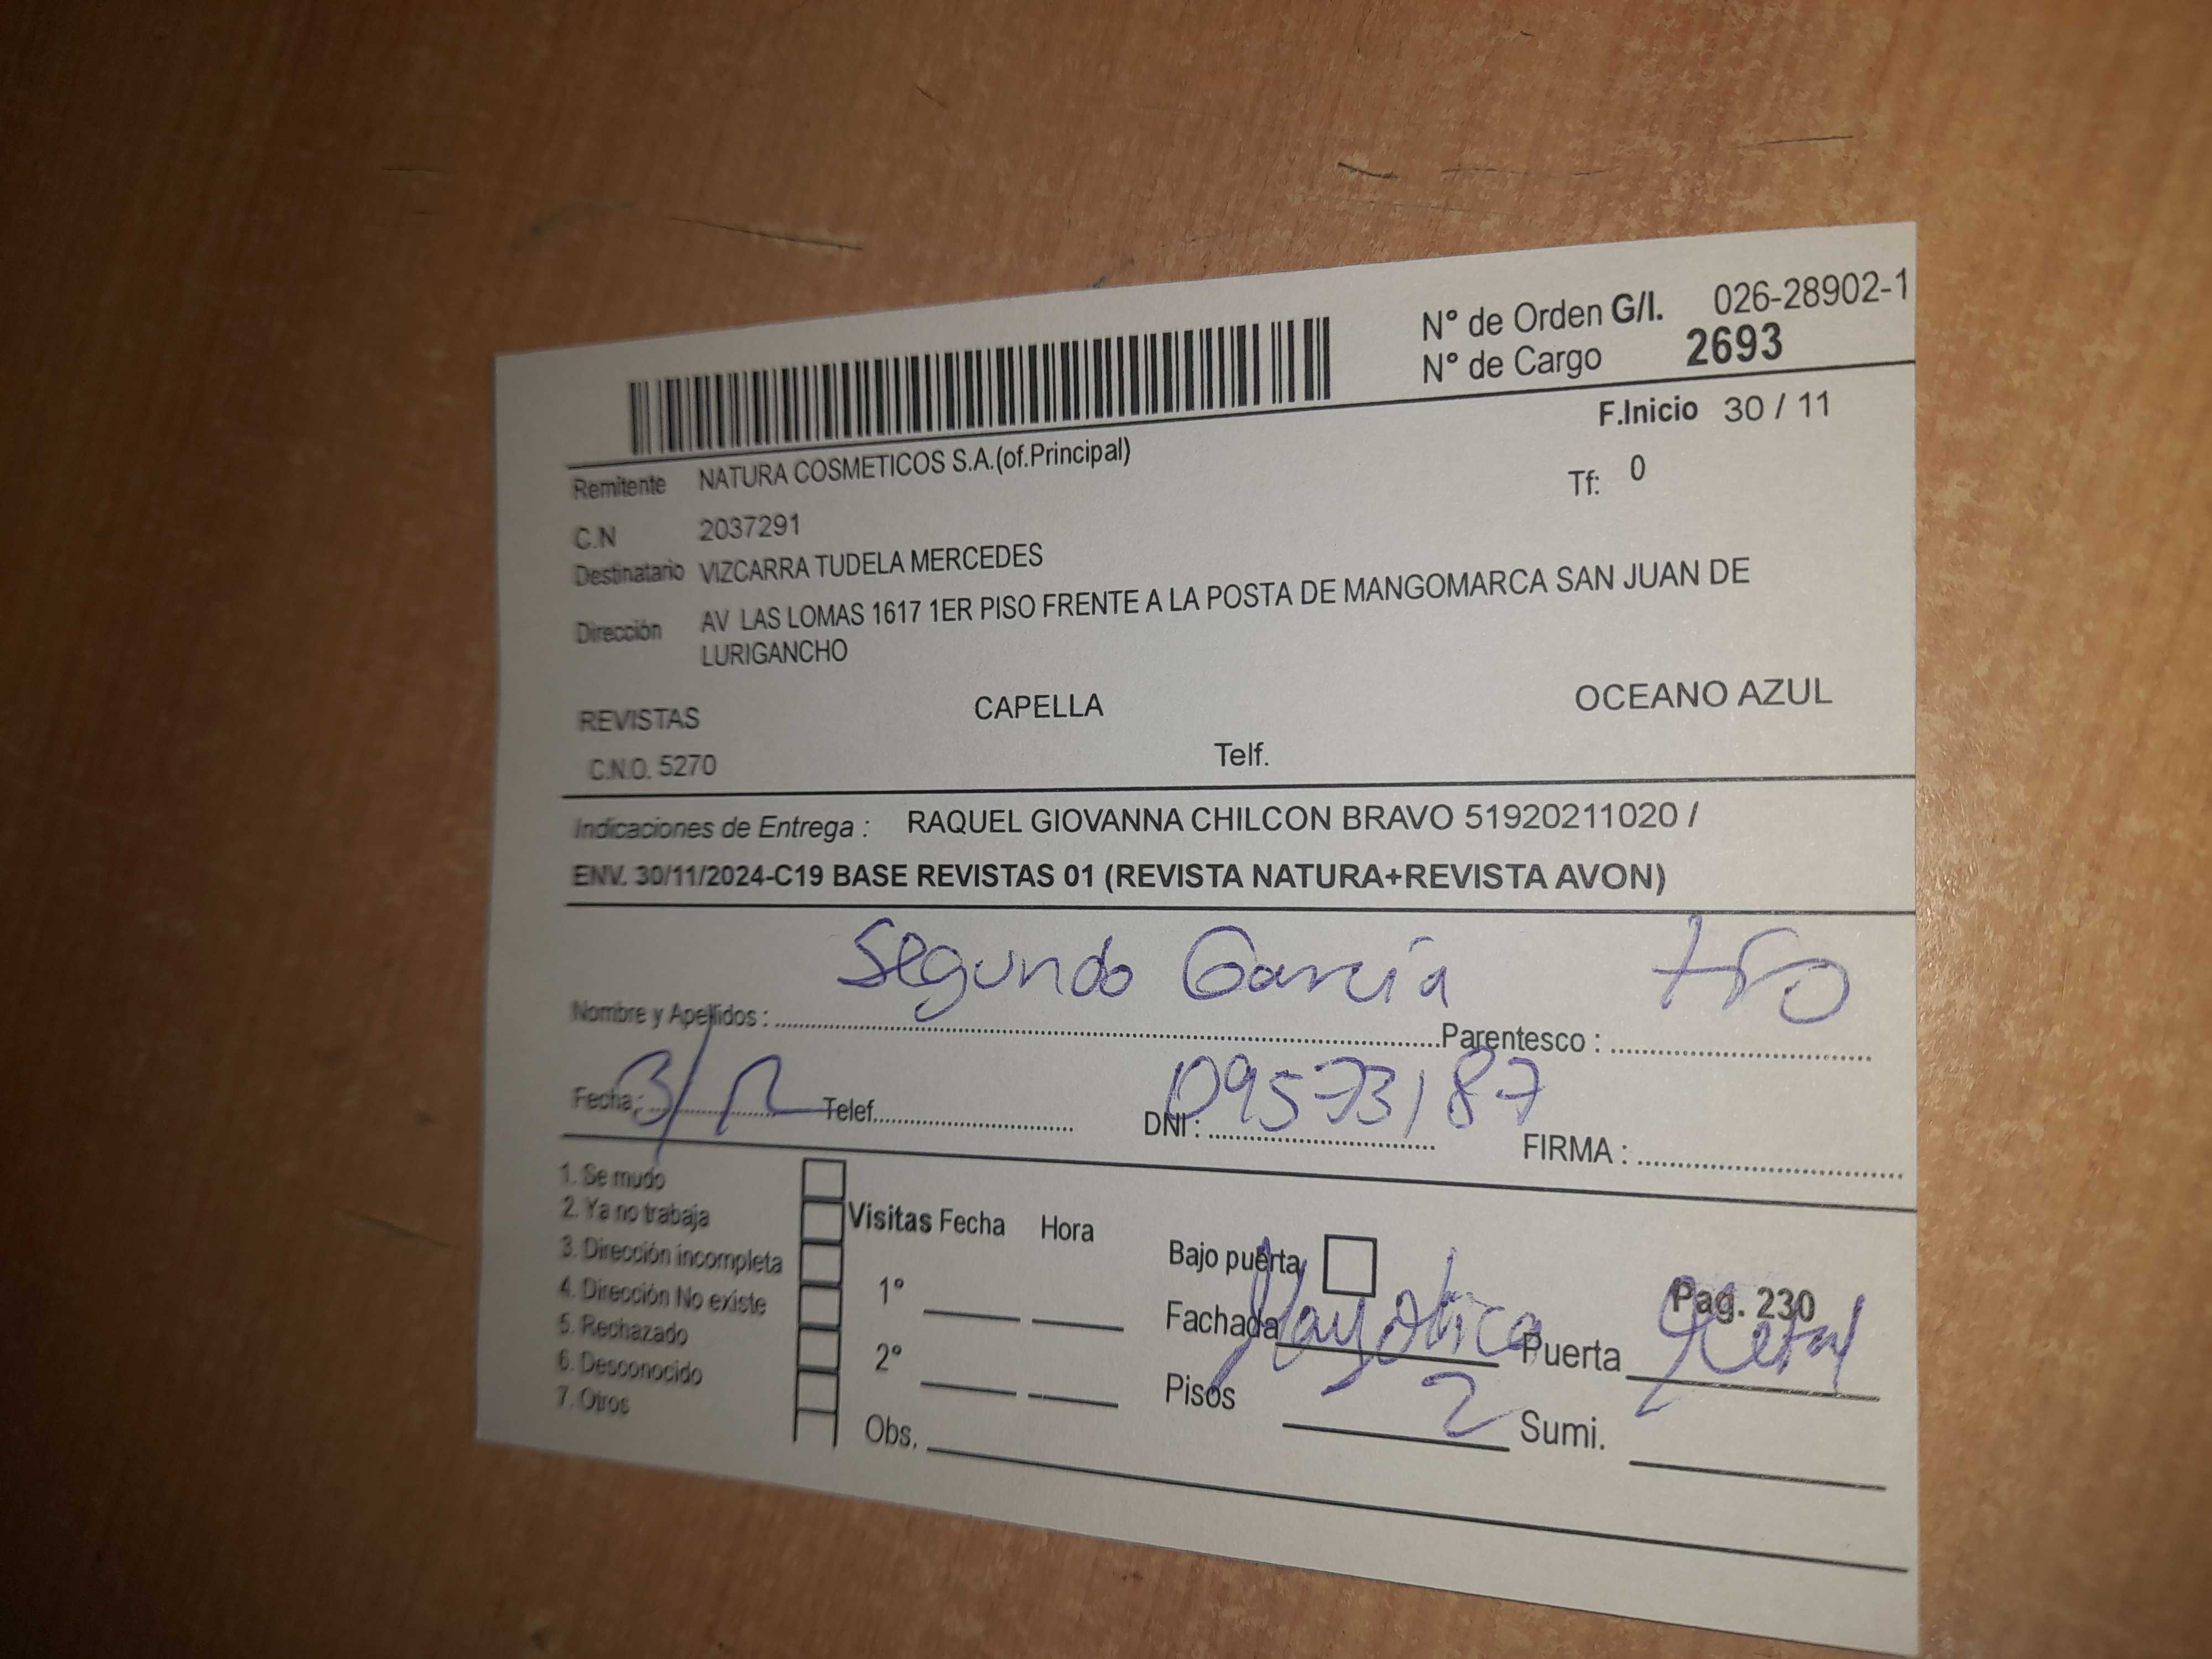 N° de Orden G/I. 026-28902-1
N° de Cargo 2693
F.Inicio 30 / 11
Remitente NATURA COSMETICOS S.A.(of.Principal)
Tf: 0
C.N 2037291
Destinatario VIZCARRA TUDELA MERCEDES
Dirección AV LAS LOMAS 1617 1ER PISO FRENTE A LA POSTA DE MANGOMARCA SAN JUAN DE
LURIGANCHO
REVISTAS CAPELLA OCEANO AZUL
C.N.O. 5270 Telf.
Indicaciones de Entrega : RAQUEL GIOVANNA CHILCON BRAVO 51920211020 /
ENV. 30/11/2024-C19 BASE REVISTAS 01 (REVISTA NATURA+REVISTA AVON)
Nombre y Apellidos : Segundo García Parentesco :
Fecha: 3/12 Telef. DNI : 09573187 FIRMA :
1. Se mudo
2. Ya no trabaja
3. Dirección incompleta
4. Dirección No existe
5. Rechazado
6. Desconocido
7. Otros
Visitas Fecha Hora
1°
2°
Obs.
Bajo puerta Pag. 230
Fachada Puerta Metal
Pisos 2 Sumi.